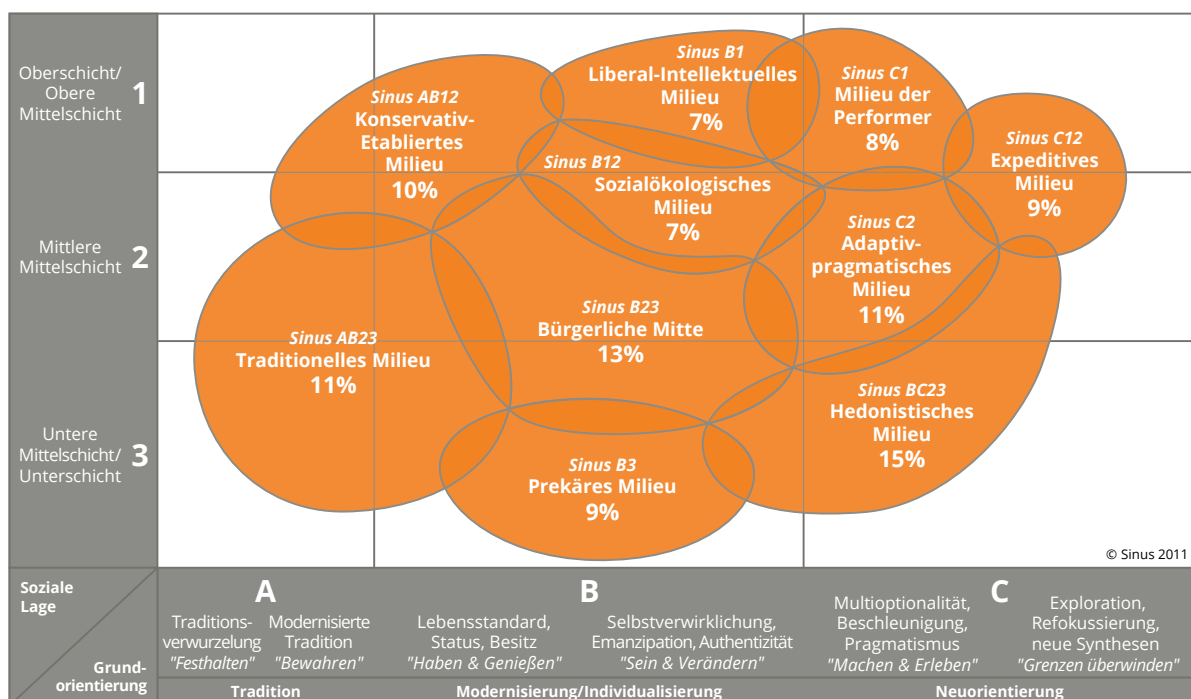 Oberschicht/
Obere
Mittelschicht
1
Mittlere
Mittelschicht
2
Untere
Mittelschicht/
Unterschicht
3
Sinus AB12
Konservativ-
Etabliertes
Milieu
10%
Sinus B1
Liberal-Intellektuelles
Milieu
7%
Sinus C1
Milieu der
Performer
8%
Sinus C12
Expeditives
Milieu
9%
Sinus B12
Sozialökologisches
Milieu
7%
Sinus C2
Adaptiv-
pragmatisches
Milieu
11%
Sinus AB23
Traditionelles Milieu
11%
Sinus B23
Bürgerliche Mitte
13%
Sinus BC23
Hedonistisches
Milieu
15%
Sinus B3
Prekäres Milieu
9%
© Sinus 2011
Soziale
Lage
Grund-
orientierung
A
Traditions-
verwurzelung
"Festhalten"
Modernisierte
Tradition
"Bewahren"
B
Lebensstandard,
Status, Besitz
"Haben & Genießen"
Selbstverwirklichung,
Emanzipation, Authentizität
"Sein & Verändern"
C
Multioptionalität,
Beschleunigung,
Pragmatismus
"Machen & Erleben"
Exploration,
Refokussierung,
neue Synthesen
"Grenzen überwinden"
Tradition
Modernisierung/Individualisierung
Neuorientierung